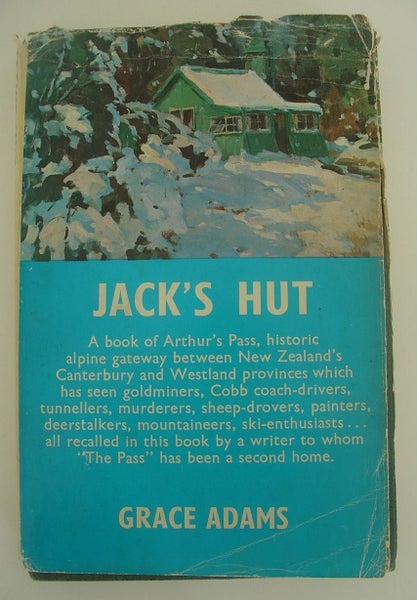 JACK'S HUT
A book of Arthur's Pass, historic
alpine gateway between New Zealand's
Canterbury and Westland provinces which
has seen goldminers, Cobb coach-drivers,
tunnellers, murderers, sheep-drovers, painters,
deerstalkers, mountaineers, ski-enthusiasts . . .
all recalled in this book by a writer to whom
"The Pass" has been a second home.
GRACE ADAMS